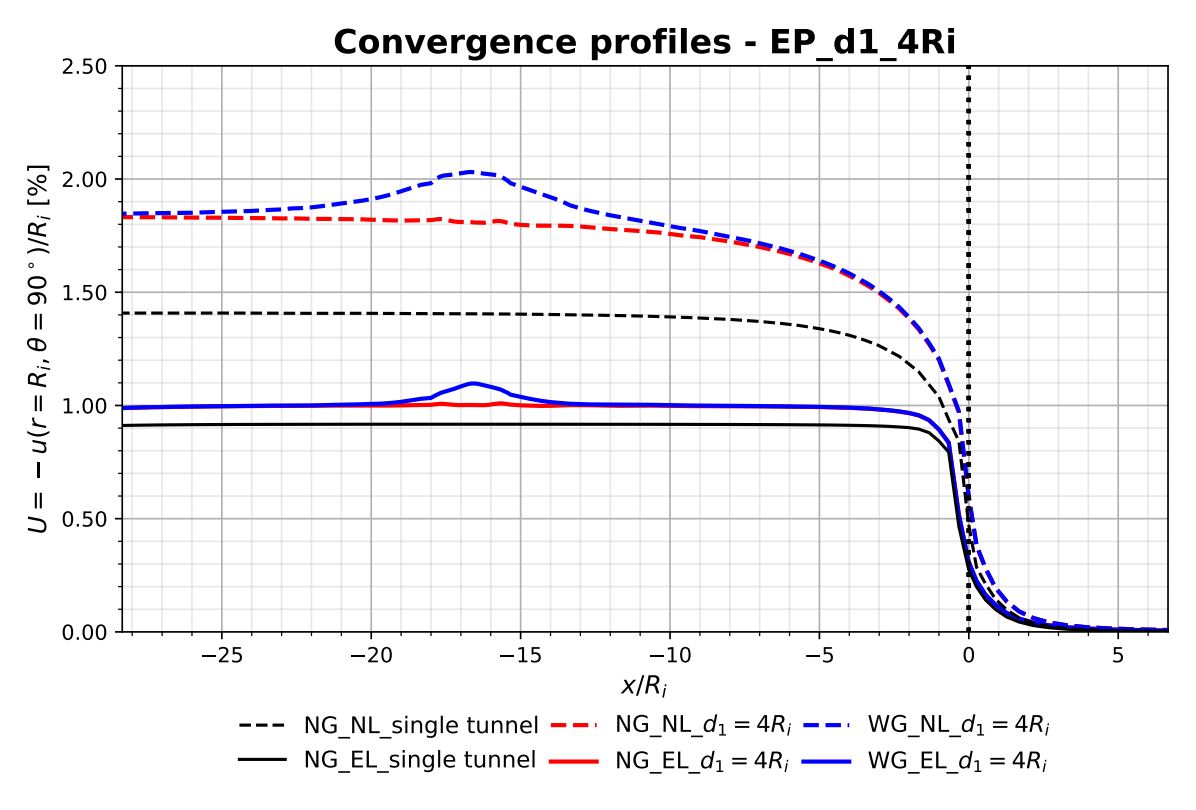 Convergence profiles - EP_d1_4Ri
2.50
2.00
1.50
1.00
0.50
0.00
U = − u(r = Rᵢ, θ = 90°)/Rᵢ [%]
−25 −20 −15 −10 −5 0 5
x/Rᵢ
NG_NL_single tunnel NG_NL_d₁ = 4Rᵢ WG_NL_d₁ = 4Rᵢ
NG_EL_single tunnel NG_EL_d₁ = 4Rᵢ WG_EL_d₁ = 4Rᵢ